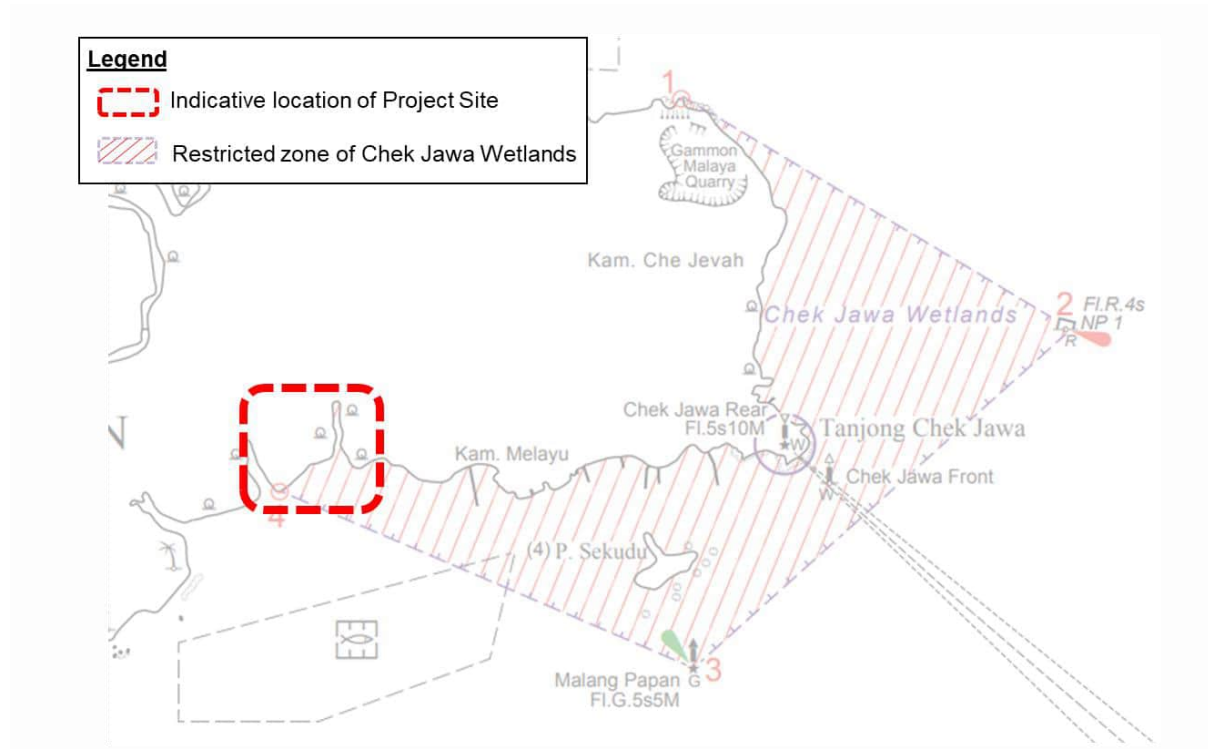 Legend
Indicative location of Project Site
Restricted zone of Chek Jawa Wetlands
1
Gammon
Malaya
Quarry
Kam. Che Jevah
Chek Jawa Wetlands
2
Fl.R.4s
NP 1
R
Chek Jawa Rear
Fl.5s10M
W
Tanjong Chek Jawa
Chek Jawa Front
W
N
Kam. Melayu
4
(4) P. Sekudu
Malang Papan
G
3
Fl.G.5s5M